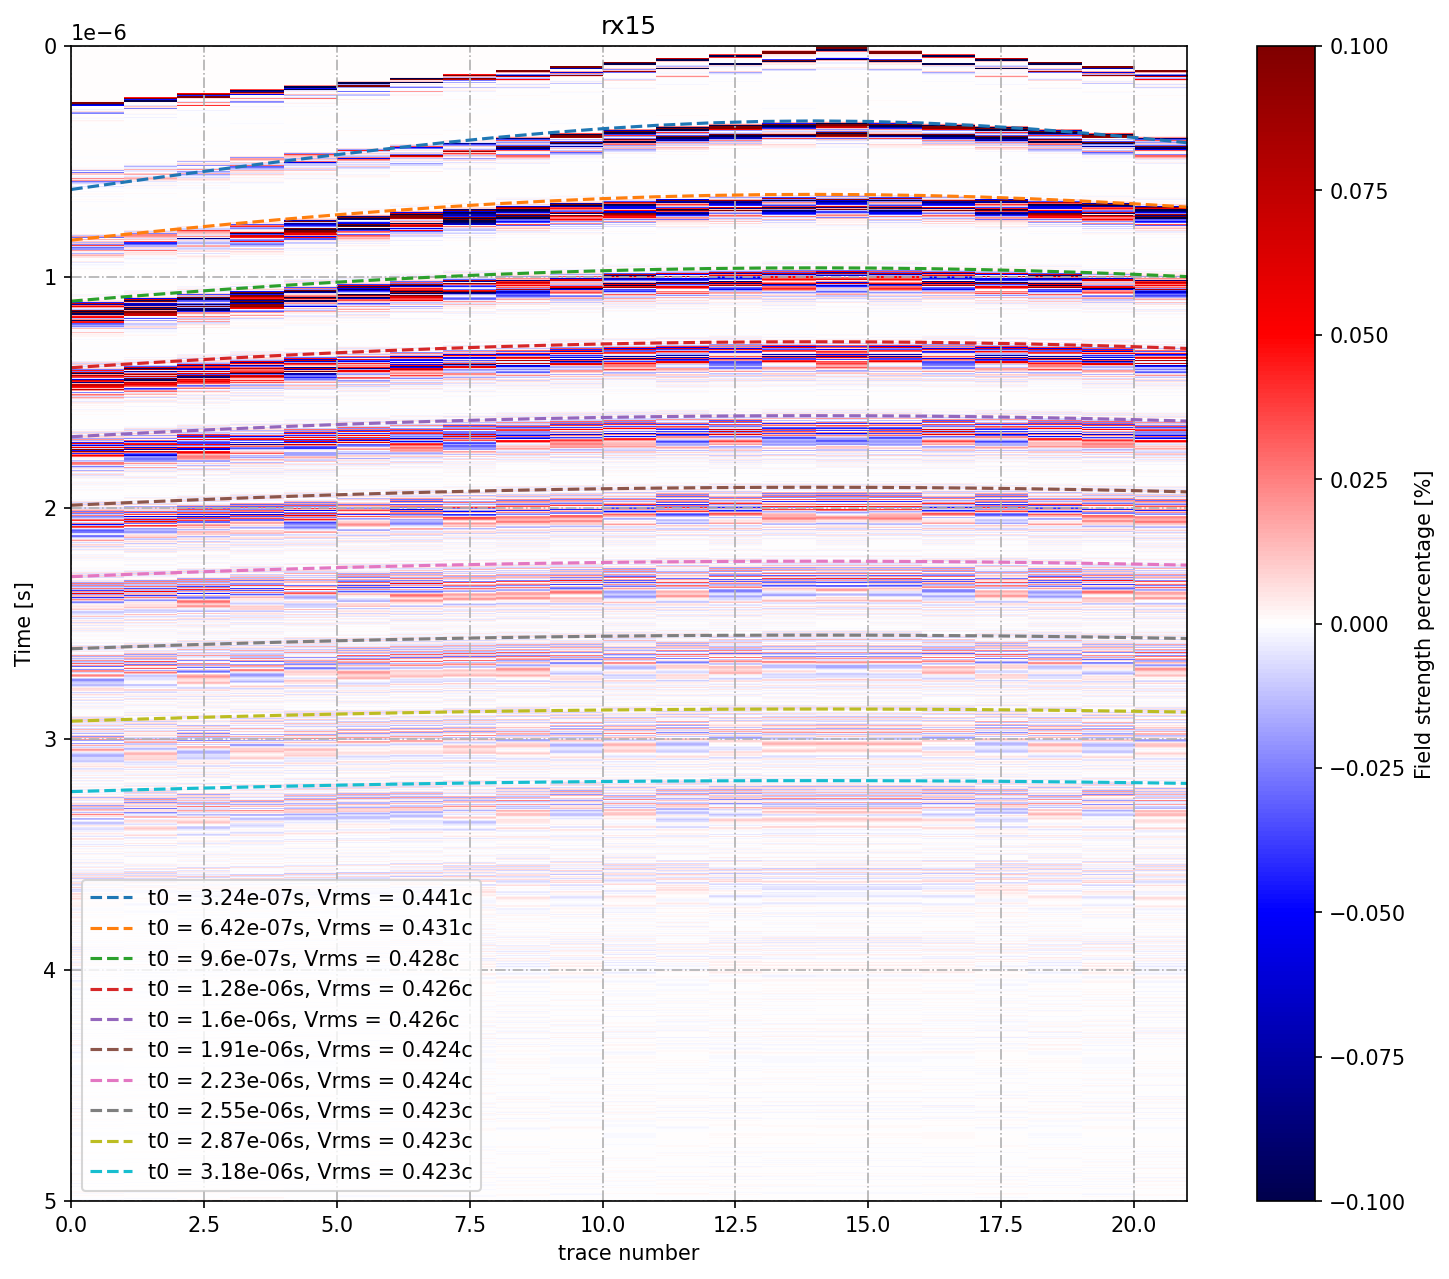 rx15
1e−6
0
1
2
3
4
5
Time [s]
0.0
2.5
5.0
7.5
10.0
12.5
15.0
17.5
20.0
trace number
t0 = 3.24e-07s, Vrms = 0.441c
t0 = 6.42e-07s, Vrms = 0.431c
t0 = 9.6e-07s, Vrms = 0.428c
t0 = 1.28e-06s, Vrms = 0.426c
t0 = 1.6e-06s, Vrms = 0.426c
t0 = 1.91e-06s, Vrms = 0.424c
t0 = 2.23e-06s, Vrms = 0.424c
t0 = 2.55e-06s, Vrms = 0.423c
t0 = 2.87e-06s, Vrms = 0.423c
t0 = 3.18e-06s, Vrms = 0.423c
0.100
0.075
0.050
0.025
0.000
−0.025
−0.050
−0.075
−0.100
Field strength percentage [%]